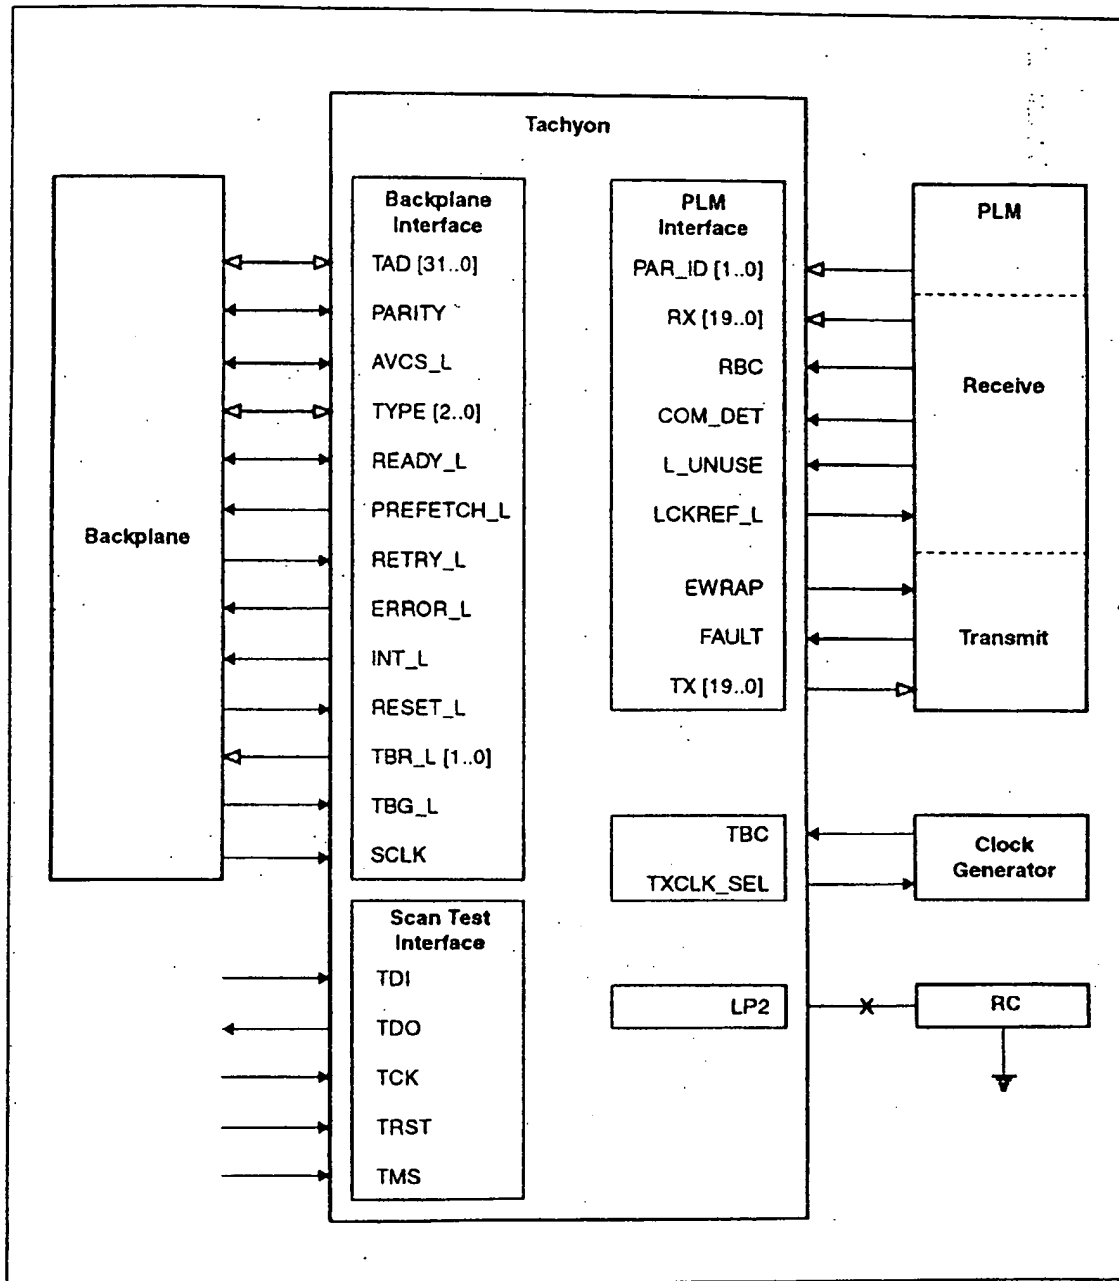 Tachyon
Backplane
Backplane
Interface
TAD [31..0]
PARITY
AVCS_L
TYPE [2..0]
READY_L
PREFETCH_L
RETRY_L
ERROR_L
INT_L
RESET_L
TBR_L [1..0]
TBG_L
SCLK
Scan Test
Interface
TDI
TDO
TCK
TRST
TMS
PLM
Interface
PAR_ID [1..0]
RX [19..0]
RBC
COM_DET
L_UNUSE
LCKREF_L
EWRAP
FAULT
TX [19..0]
TBC
TXCLK_SEL
LP2
PLM
Receive
Transmit
Clock
Generator
RC